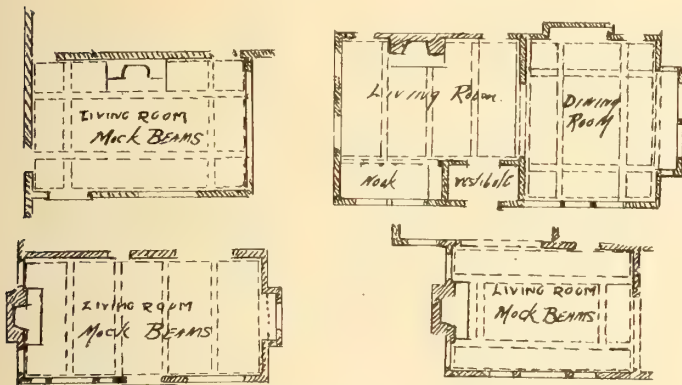 LIVING ROOM
MOCK BEAMS
LIVING ROOM
DINING
ROOM
NOOK
VESTIBULE
LIVING ROOM
MOCK BEAMS
LIVING ROOM
MOCK BEAMS